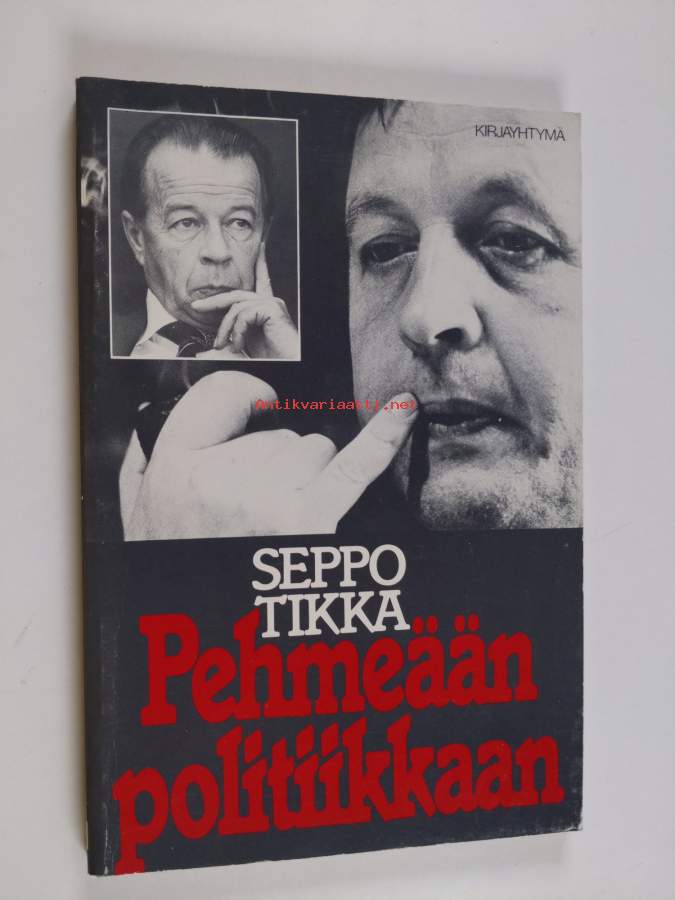 KIRJAYHTYMÄ
Antikvariaatti.net
SEPPO
TIKKA
Pehmeään
politiikkaan